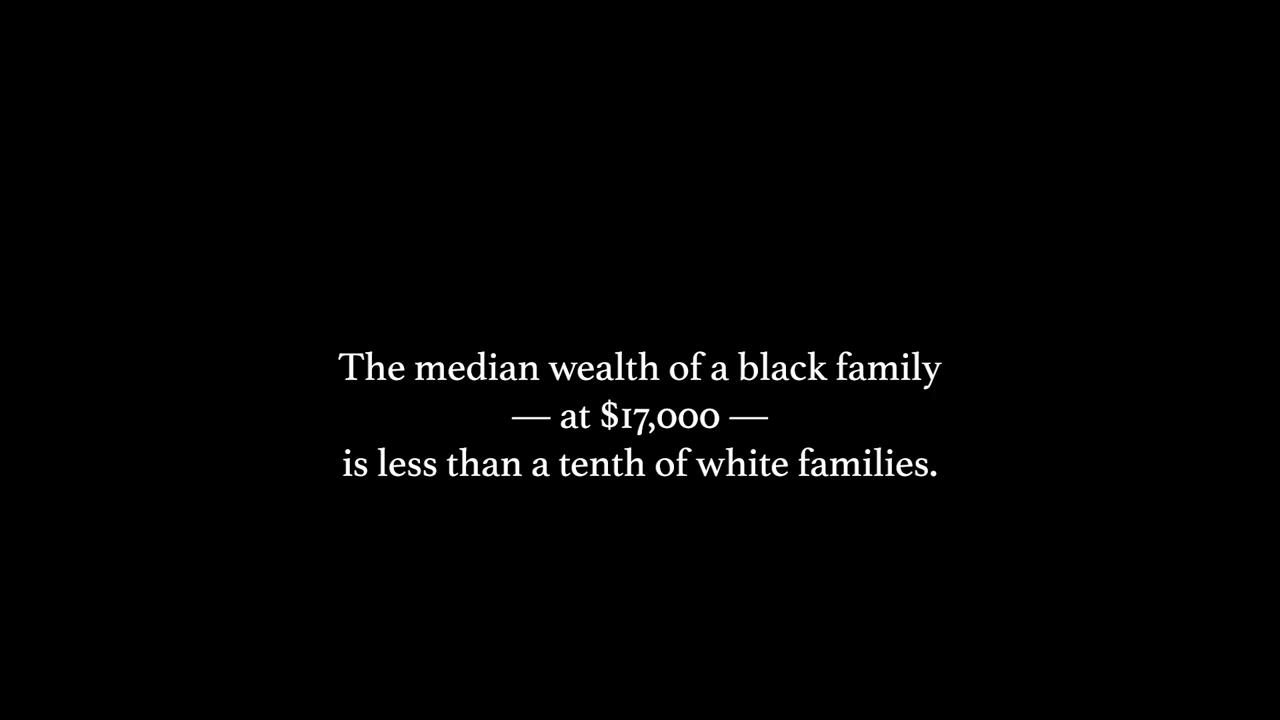 The median wealth of a black family
— at $17,000 —
is less than a tenth of white families.